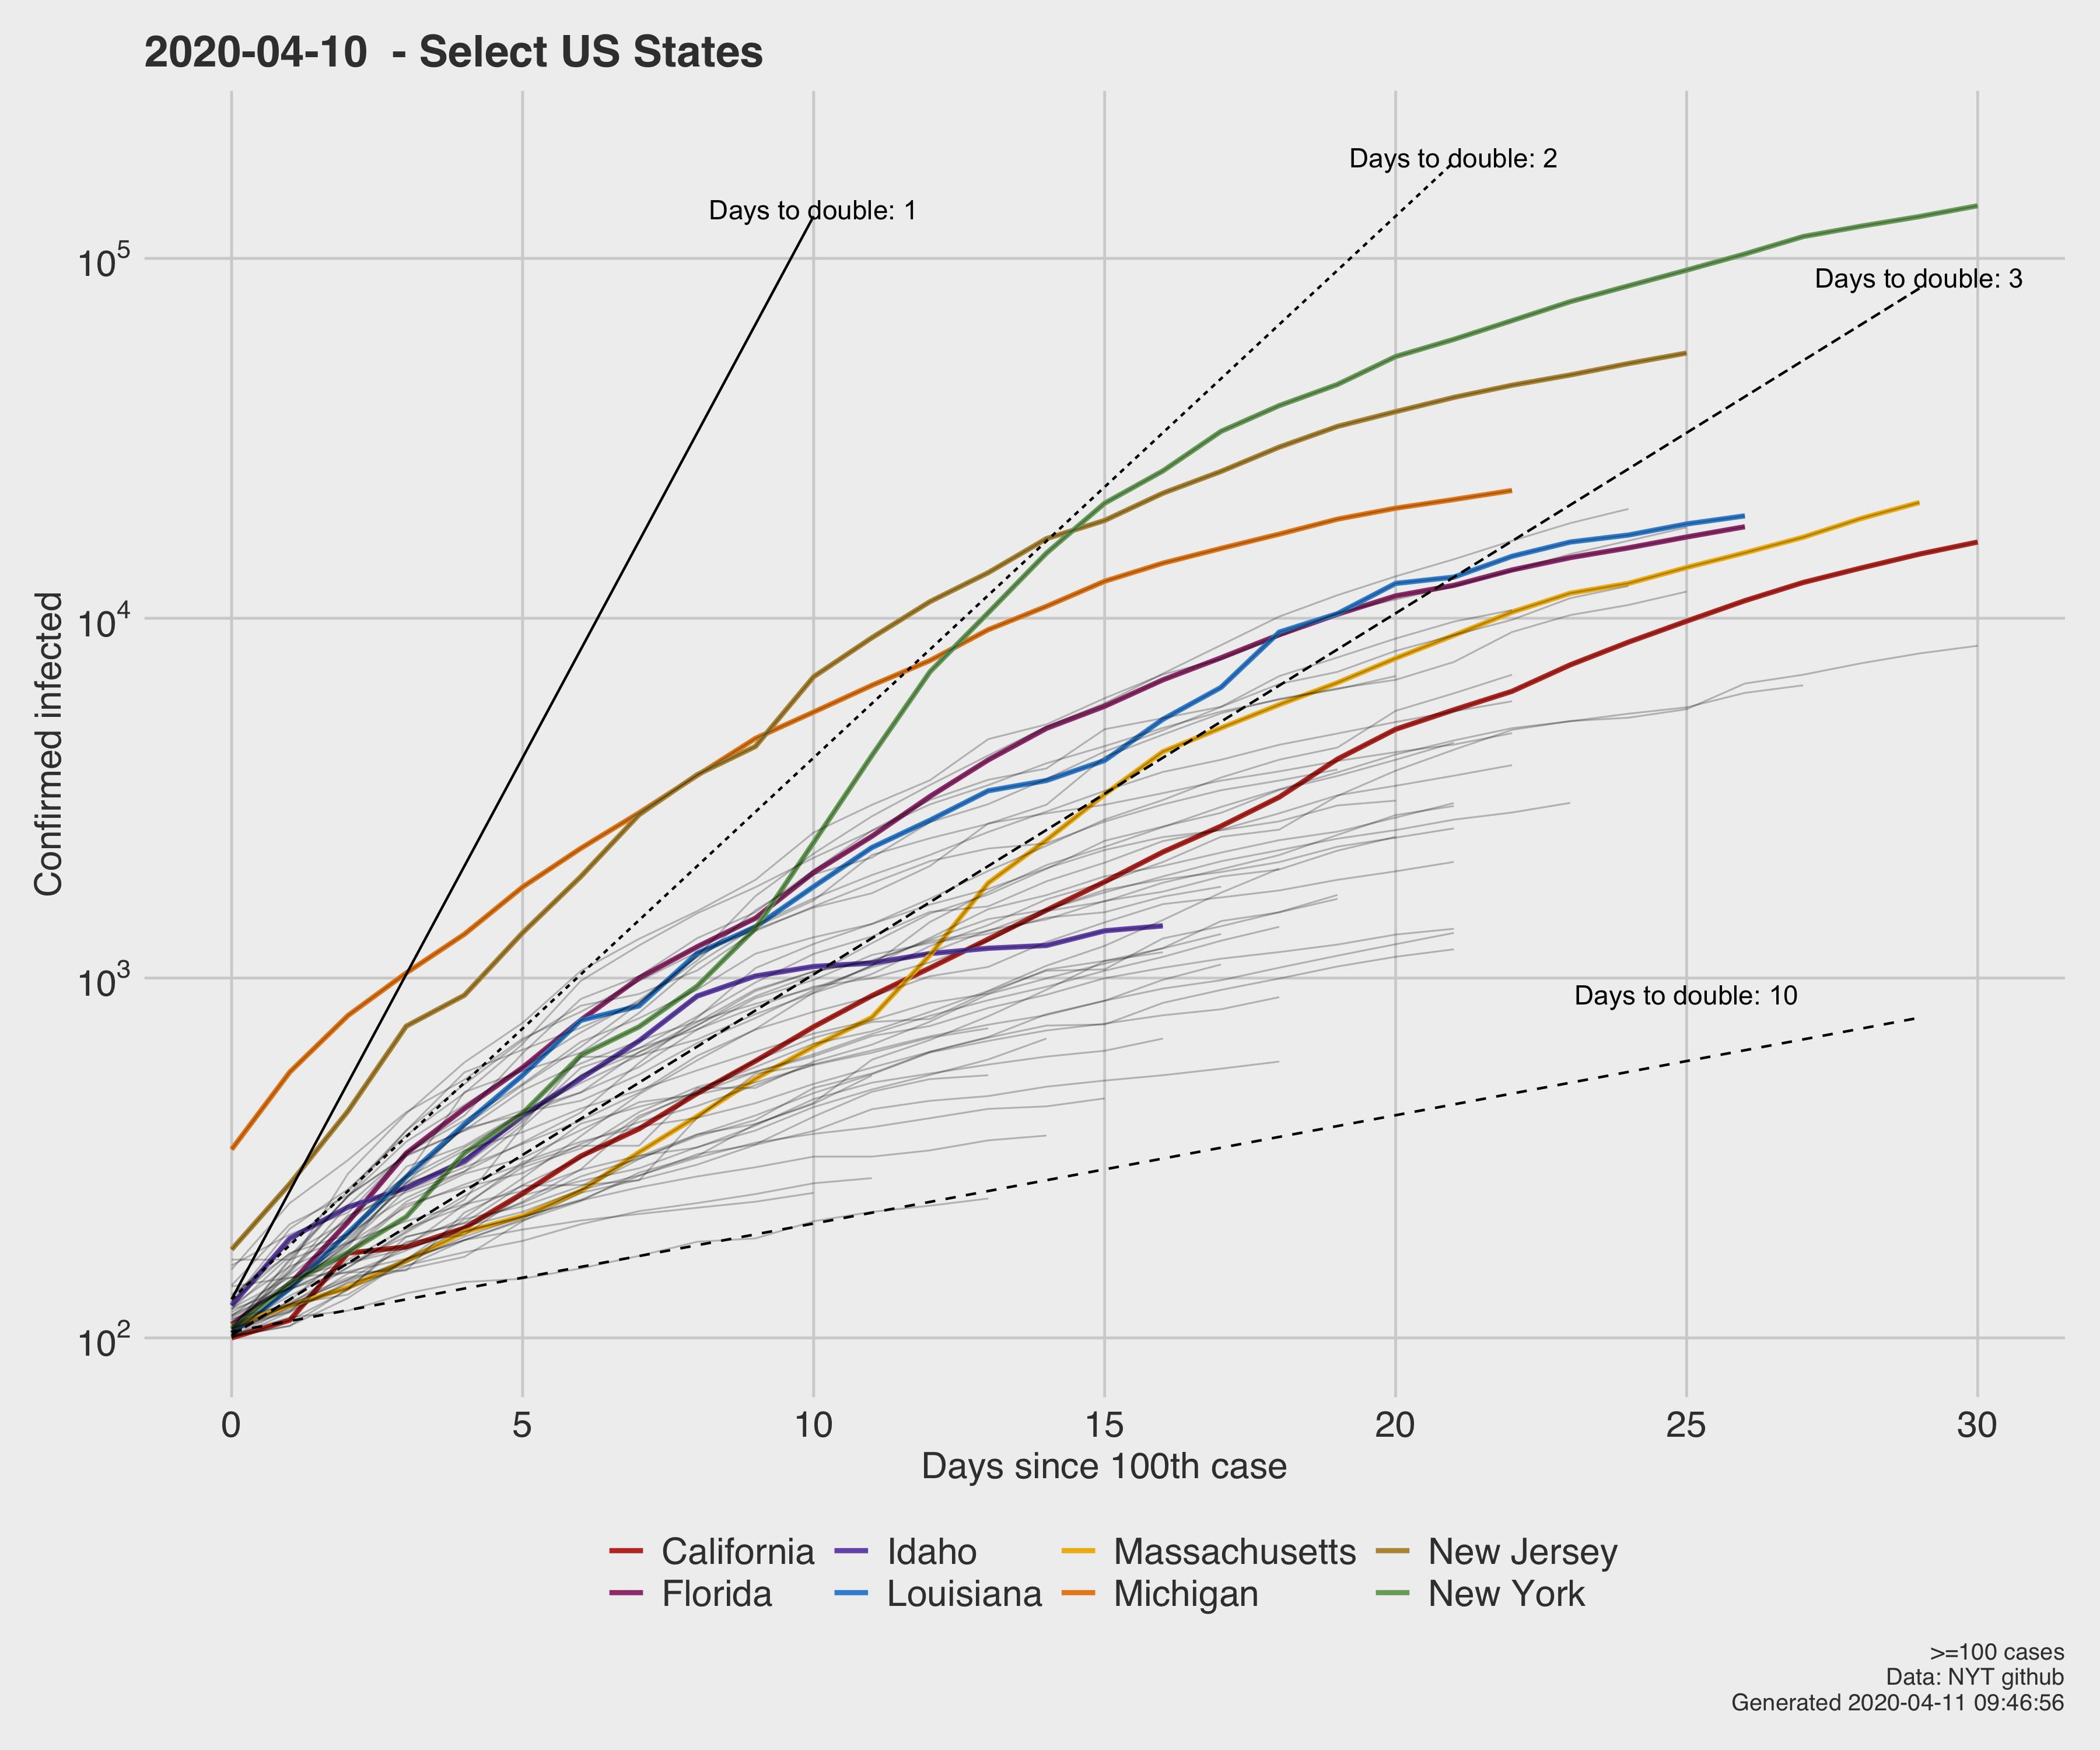 2020-04-10 - Select US States
Days to double: 2
Days to double: 1
10^5
Days to double: 3
10^4
Confirmed infected
10^3
Days to double: 10
10^2
0 5 10 15 20 25 30
Days since 100th case
California Idaho Massachusetts New Jersey
Florida Louisiana Michigan New York
>=100 cases
Data: NYT github
Generated 2020-04-11 09:46:56